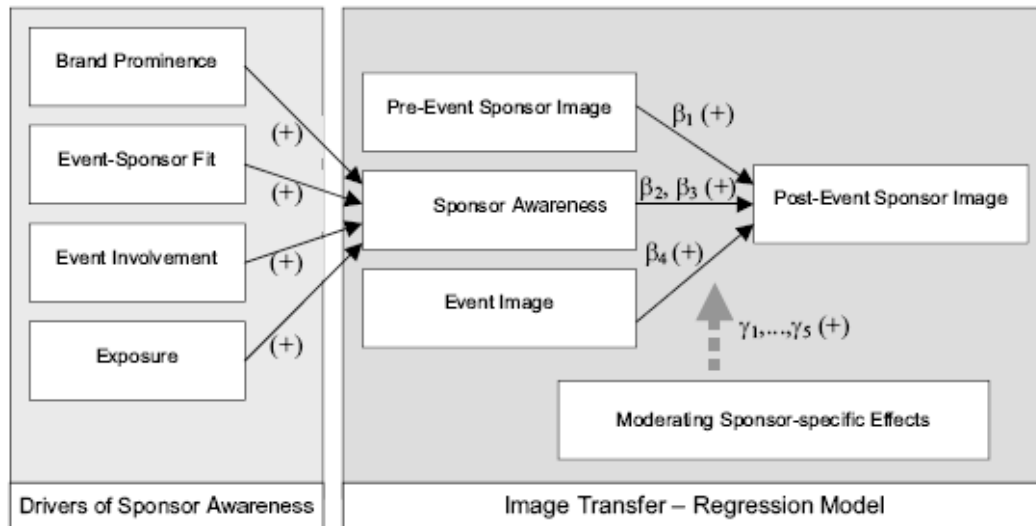 Brand Prominence
(+)
Event-Sponsor Fit
(+)
Event Involvement
(+)
Exposure
(+)
Drivers of Sponsor Awareness
Pre-Event Sponsor Image
β₁ (+)
Sponsor Awareness
β₂, β₃ (+)
Post-Event Sponsor Image
Event Image
β₄ (+)
γ₁,...,γ₅ (+)
Moderating Sponsor-specific Effects
Image Transfer – Regression Model